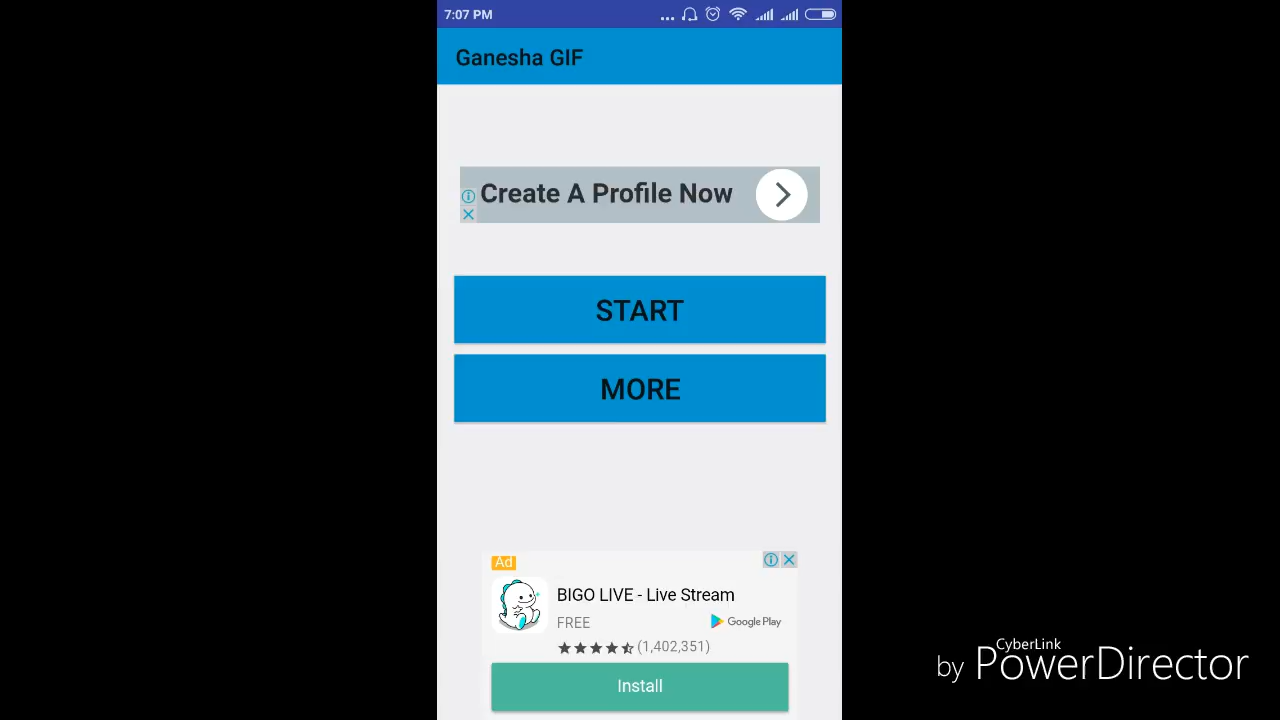 7:07 PM
Ganesha GIF
Create A Profile Now
START
MORE
Ad
BIGO LIVE - Live Stream
FREE
Google Play
(1,402,351)
Install
CyberLink
by PowerDirector